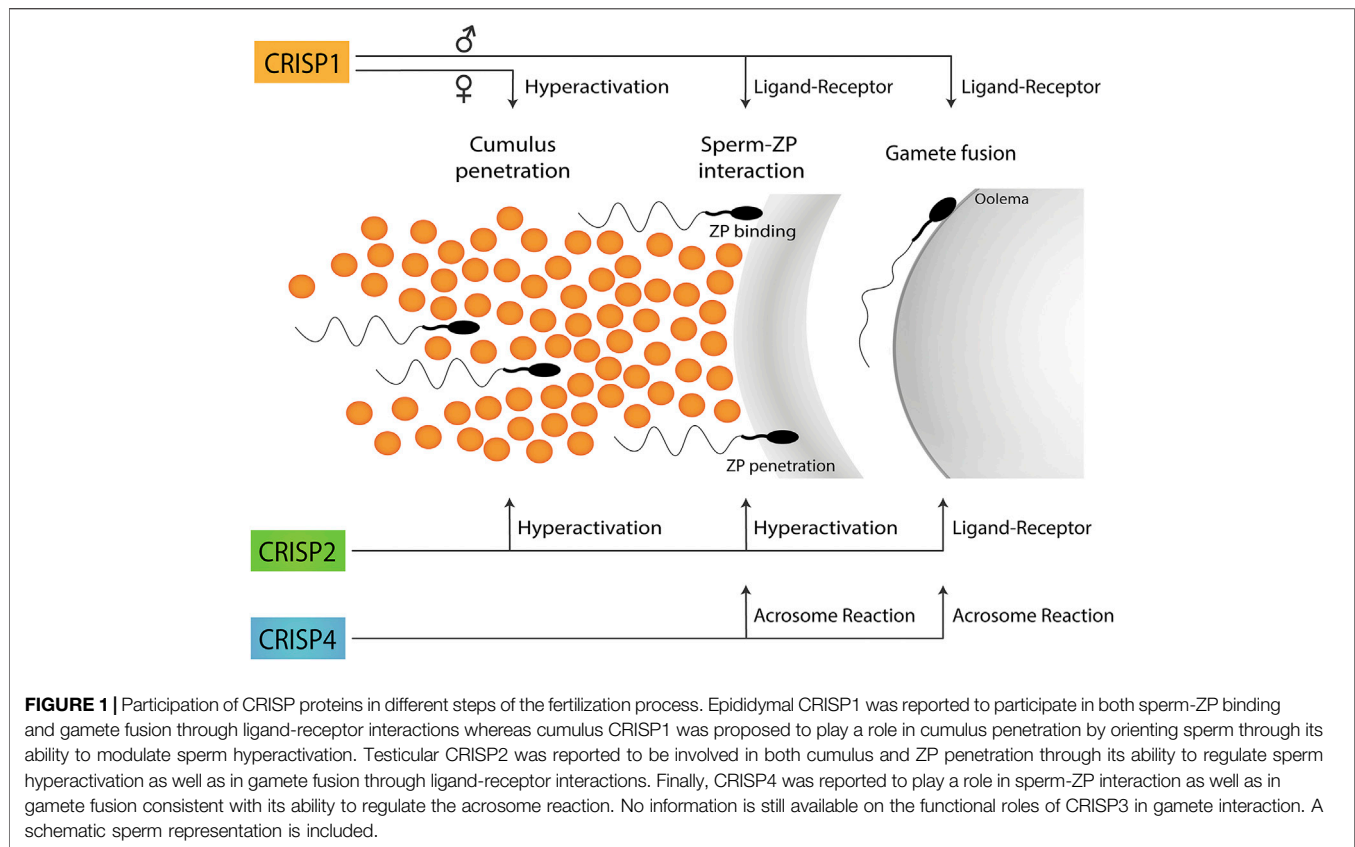 ♂
CRISP1
♀
Hyperactivation
Ligand-Receptor
Ligand-Receptor
Cumulus
penetration
Sperm-ZP
interaction
Gamete fusion
Oolema
ZP binding
ZP penetration
Hyperactivation
Hyperactivation
Ligand-Receptor
CRISP2
Acrosome Reaction
Acrosome Reaction
CRISP4
FIGURE 1 | Participation of CRISP proteins in different steps of the fertilization process. Epididymal CRISP1 was reported to participate in both sperm-ZP binding
and gamete fusion through ligand-receptor interactions whereas cumulus CRISP1 was proposed to play a role in cumulus penetration by orienting sperm through its
ability to modulate sperm hyperactivation. Testicular CRISP2 was reported to be involved in both cumulus and ZP penetration through its ability to regulate sperm
hyperactivation as well as in gamete fusion through ligand-receptor interactions. Finally, CRISP4 was reported to play a role in sperm-ZP interaction as well as in
gamete fusion consistent with its ability to regulate the acrosome reaction. No information is still available on the functional roles of CRISP3 in gamete interaction. A
schematic sperm representation is included.